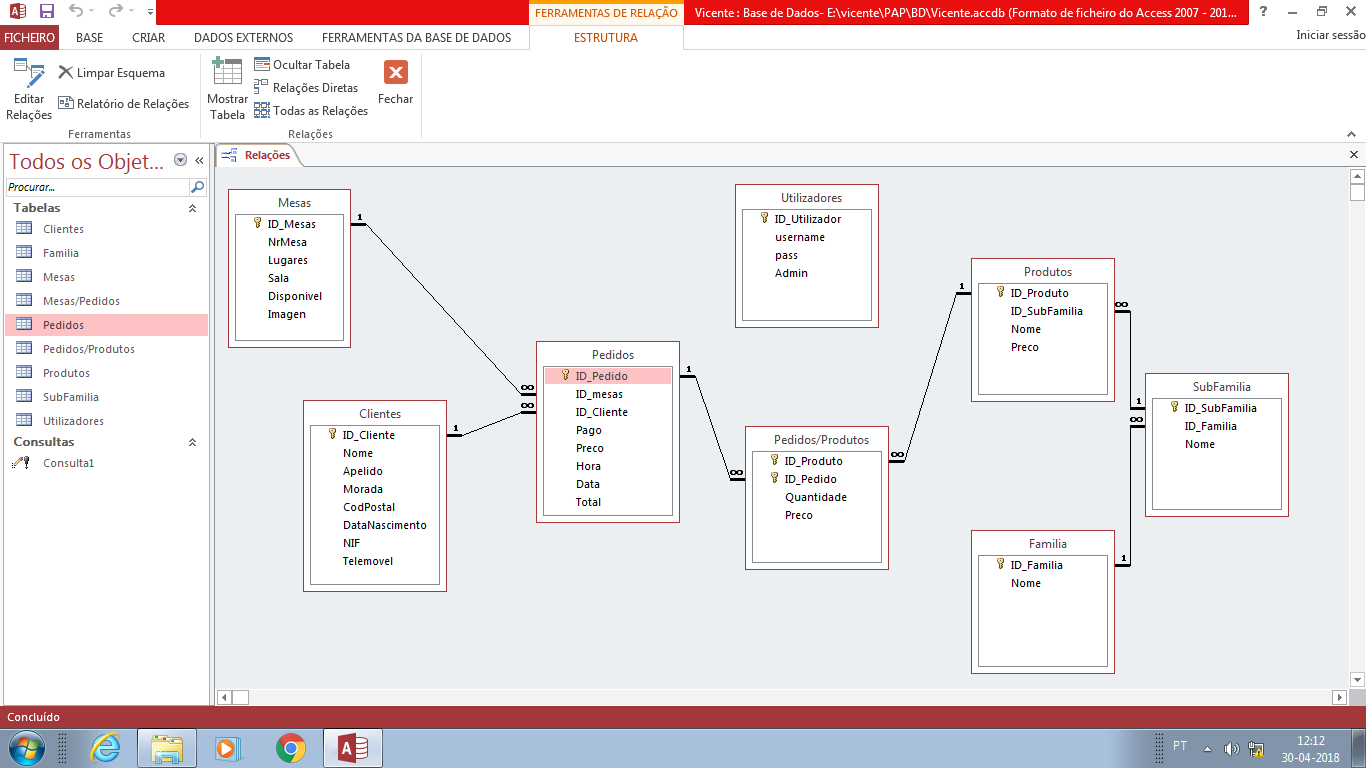 FERRAMENTAS DE RELAÇÃO
Vicente : Base de Dados- E:\vicente\PAP\BD\Vicente.accdb (Formato de ficheiro do Access 2007 - 201...
?
FICHEIRO
BASE
CRIAR
DADOS EXTERNOS
FERRAMENTAS DA BASE DE DADOS
ESTRUTURA
Iniciar sessão
Editar
Relações
Limpar Esquema
Relatório de Relações
Ferramentas
Mostrar
Tabela
Ocultar Tabela
Relações Diretas
Todas as Relações
Fechar
Relações
Todos os Objet...
Procurar...
Tabelas
Clientes
Familia
Mesas
Mesas/Pedidos
Pedidos
Pedidos/Produtos
Produtos
SubFamilia
Utilizadores
Consultas
Consulta1
Relações
Mesas
ID_Mesas
NrMesa
Lugares
Sala
Disponivel
Imagen
1
∞
Clientes
ID_Cliente
Nome
Apelido
Morada
CodPostal
DataNascimento
NIF
Telemovel
1
∞
Pedidos
ID_Pedido
ID_mesas
ID_Cliente
Pago
Preco
Hora
Data
Total
1
∞
Utilizadores
ID_Utilizador
username
pass
Admin
Pedidos/Produtos
ID_Produto
ID_Pedido
Quantidade
Preco
∞
1
Produtos
ID_Produto
ID_SubFamilia
Nome
Preco
∞
1
SubFamilia
ID_SubFamilia
ID_Familia
Nome
∞
1
Familia
ID_Familia
Nome
Concluído
PT
12:12
30-04-2018